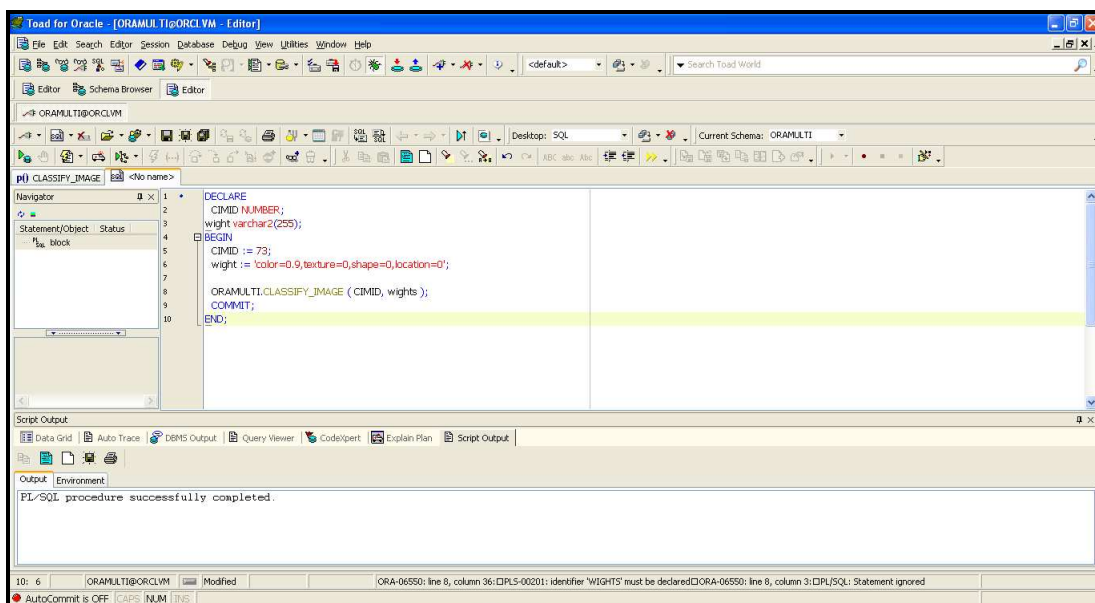 Toad for Oracle - [ORAMULTI@ORCLVM - Editor]
File Edit Search Editor Session Database Debug View Utilities Window Help
<default>
Search Toad World
Editor Schema Browser Editor
ORAMULTI@ORCLVM
Desktop: SQL
Current Schema: ORAMULTI
CLASSIFY_IMAGE <No name>
Navigator
Statement/Object Status
block
1 DECLARE
2 CIMID NUMBER;
3 wight varchar2(255);
4 BEGIN
5 CIMID := 73;
6 wight := 'color=0.9,texture=0,shape=0,location=0';
7
8 ORAMULTI.CLASSIFY_IMAGE ( CIMID, wights );
9 COMMIT;
10 END;
Script Output
Data Grid Auto Trace DBMS Output Query Viewer CodeXpert Explain Plan Script Output
Output Environment
PL/SQL procedure successfully completed.
10: 6 ORAMULTI@ORCLVM Modified ORA-06550: line 8, column 36:□PLS-00201: identifier 'WIGHTS' must be declared□ORA-06550: line 8, column 3:□PL/SQL: Statement ignored
AutoCommit is OFF CAPS NUM INS